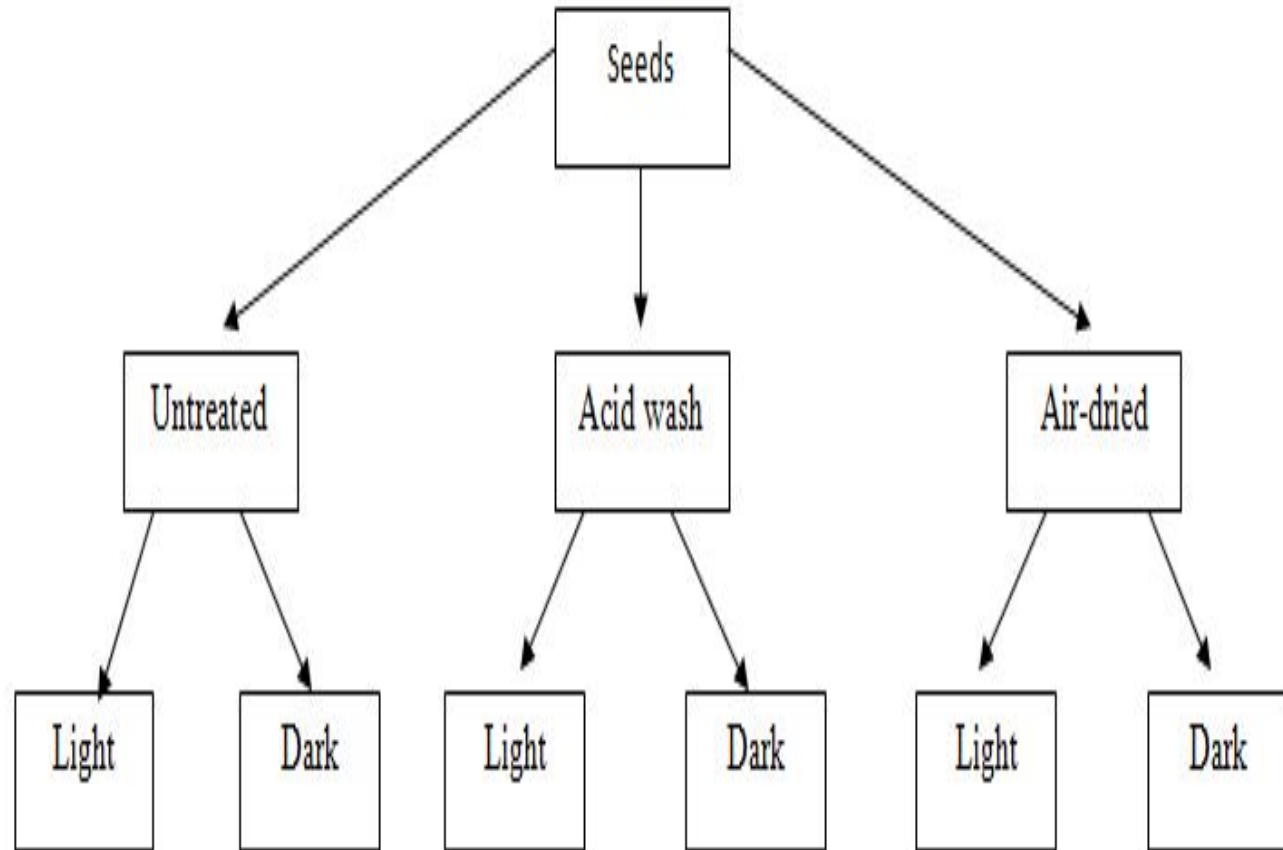 Seeds
Untreated
Acid wash
Air-dried
Light
Dark
Light
Dark
Light
Dark